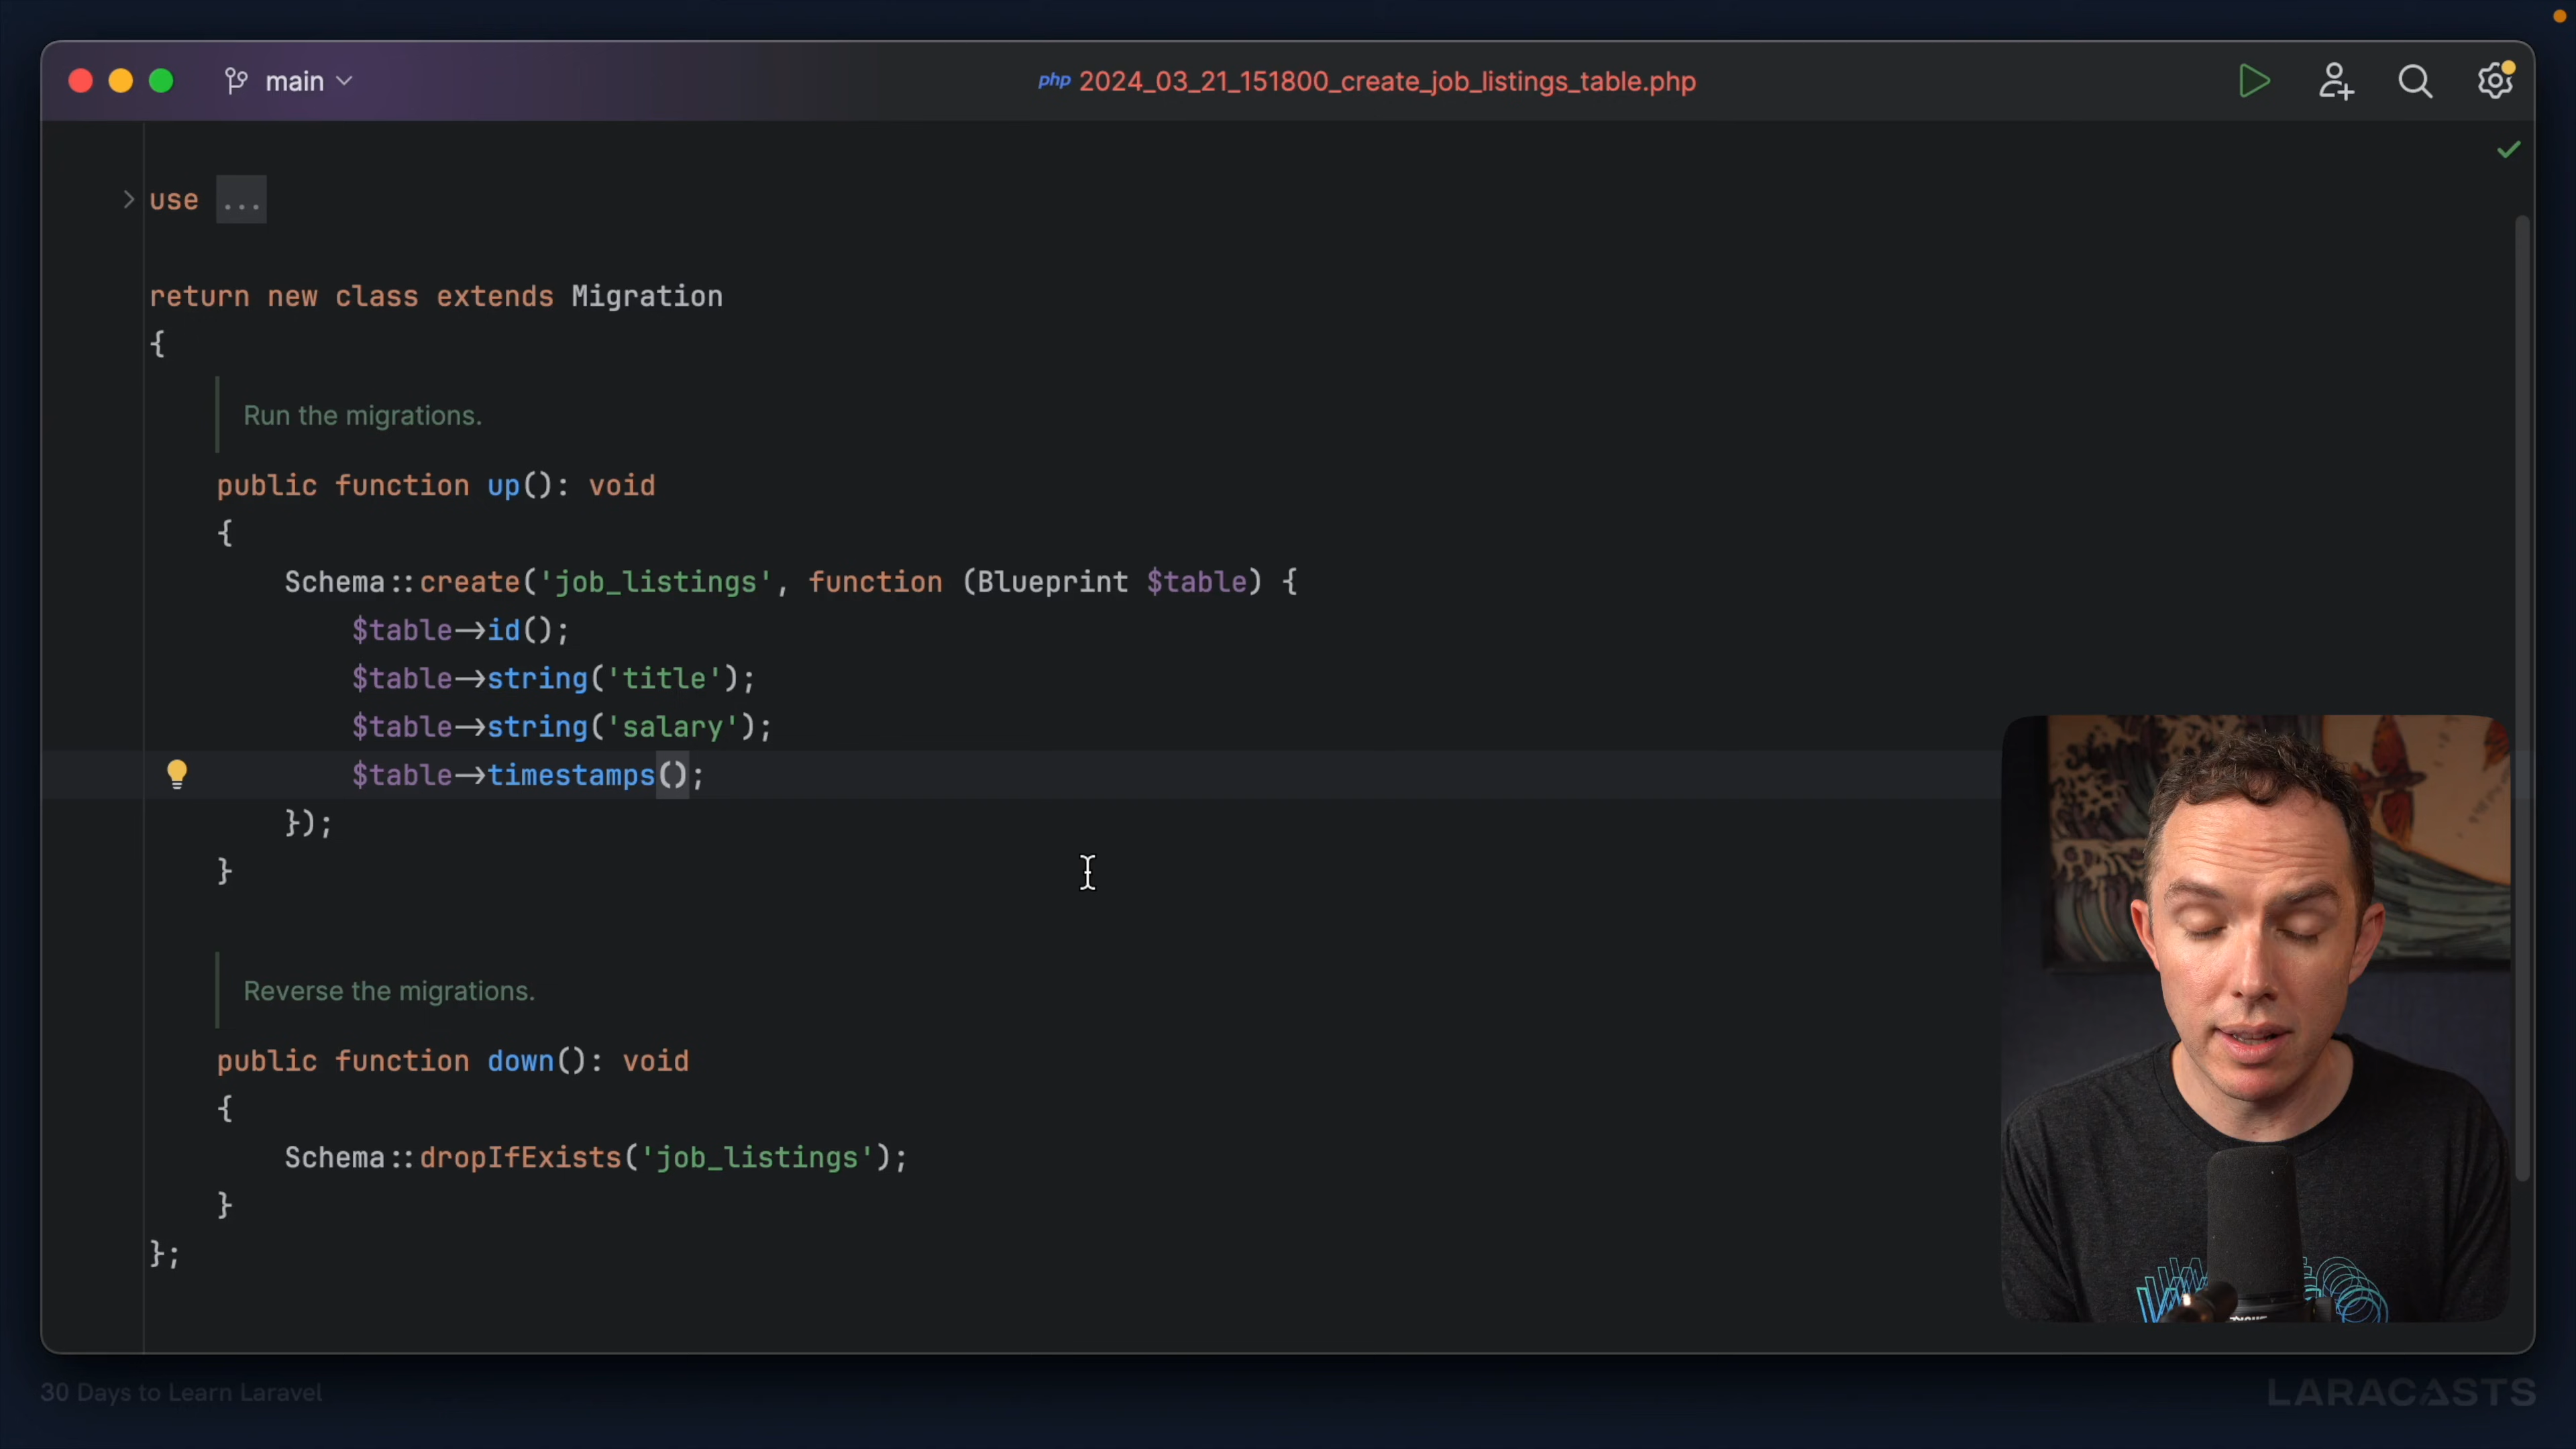 main
php 2024_03_21_151800_create_job_listings_table.php
use ...
return new class extends Migration
{
Run the migrations.
public function up(): void
{
Schema::create('job_listings', function (Blueprint $table) {
$table->id();
$table->string('title');
$table->string('salary');
$table->timestamps();
});
}
Reverse the migrations.
public function down(): void
{
Schema::dropIfExists('job_listings');
}
};
30 Days to Learn Laravel
LARACASTS